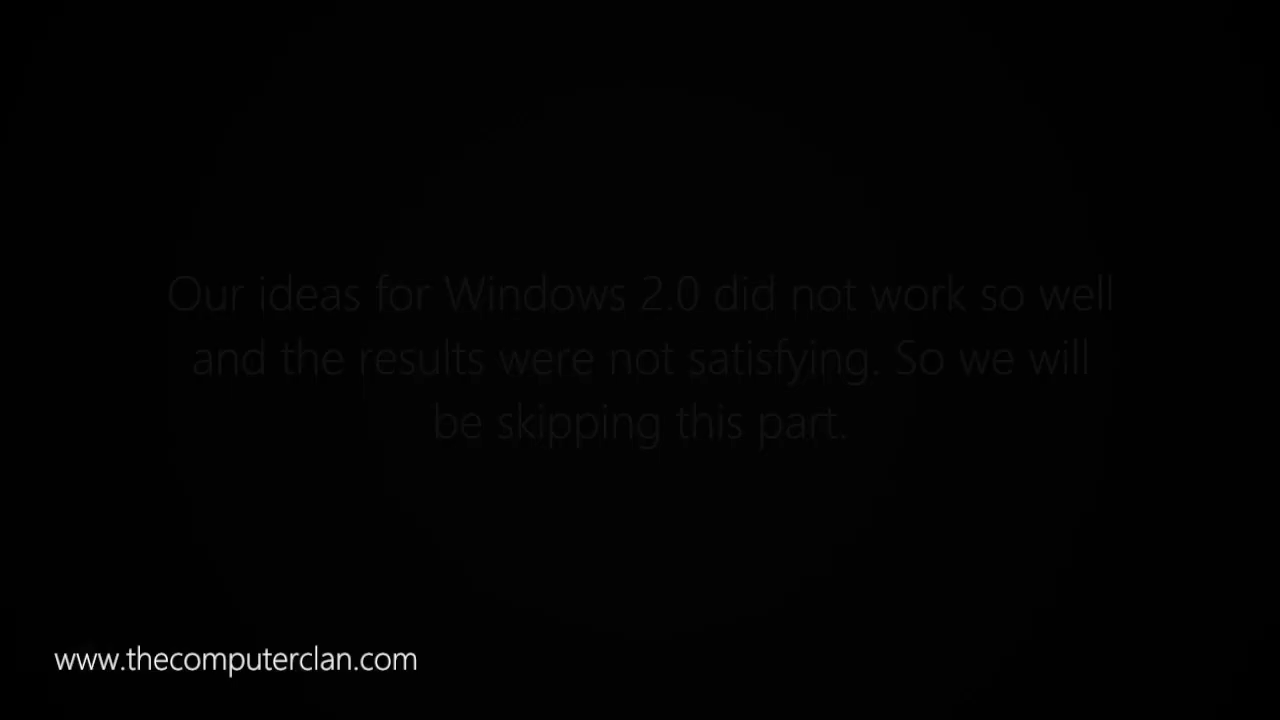 Our ideas for Windows 2.0 did not work so well
and the results were not satisfying. So we will
be skipping this part.
www.thecomputerclan.com